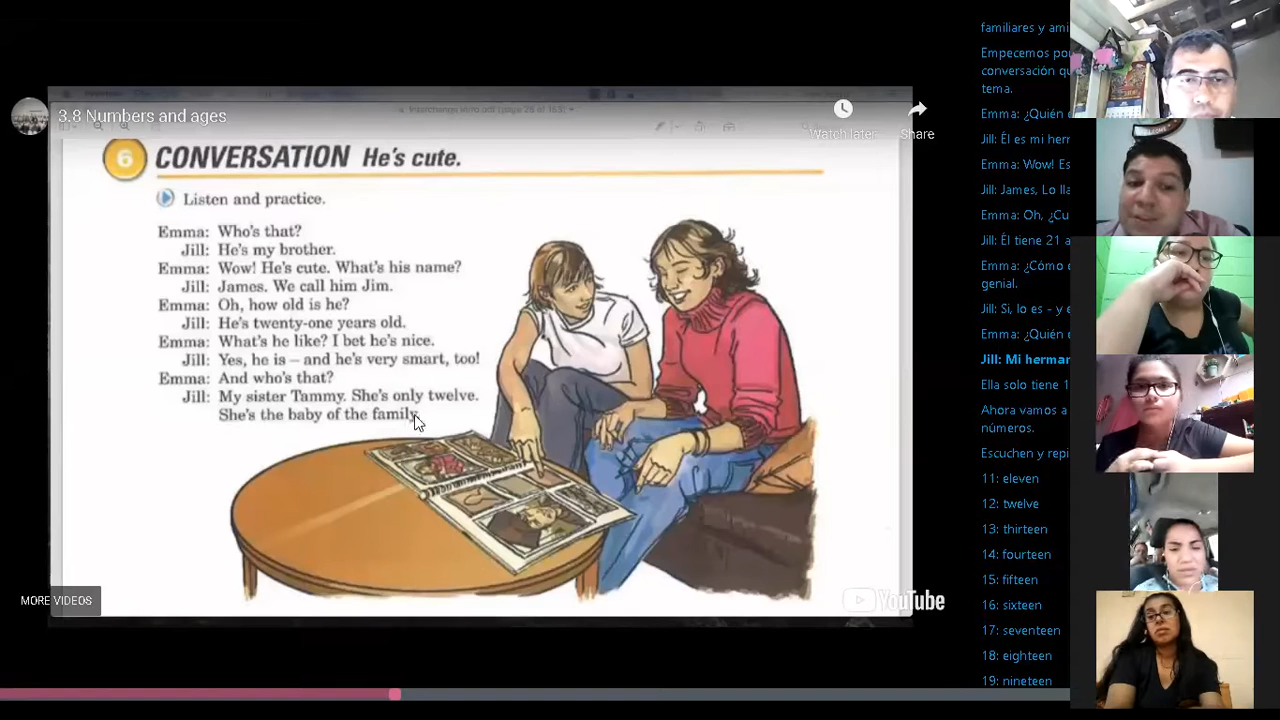 3.8 Numbers and ages
Watch later
Share
6 CONVERSATION He's cute.
Listen and practice.
Emma: Who's that?
Jill: He's my brother.
Emma: Wow! He's cute. What's his name?
Jill: James. We call him Jim.
Emma: Oh, how old is he?
Jill: He's twenty-one years old.
Emma: What's he like? I bet he's nice.
Jill: Yes, he is – and he's very smart, too!
Emma: And who's that?
Jill: My sister Tammy. She's only twelve.
She's the baby of the family.
MORE VIDEOS
YouTube
familiares y ami
Empecemos po
conversación qu
tema.
Emma: ¿Quién
Jill: Él es mi herm
Emma: Wow! Es
Jill: James, Lo lla
Emma: Oh, ¿Cu
Jill: Él tiene 21 a
Emma: ¿Cómo e
genial.
Jill: Si, lo es - y e
Emma: ¿Quién
Jill: Mi herman
Ella solo tiene 1
Ahora vamos a
números.
Escuchen y repi
11: eleven
12: twelve
13: thirteen
14: fourteen
15: fifteen
16: sixteen
17: seventeen
18: eighteen
19: nineteen